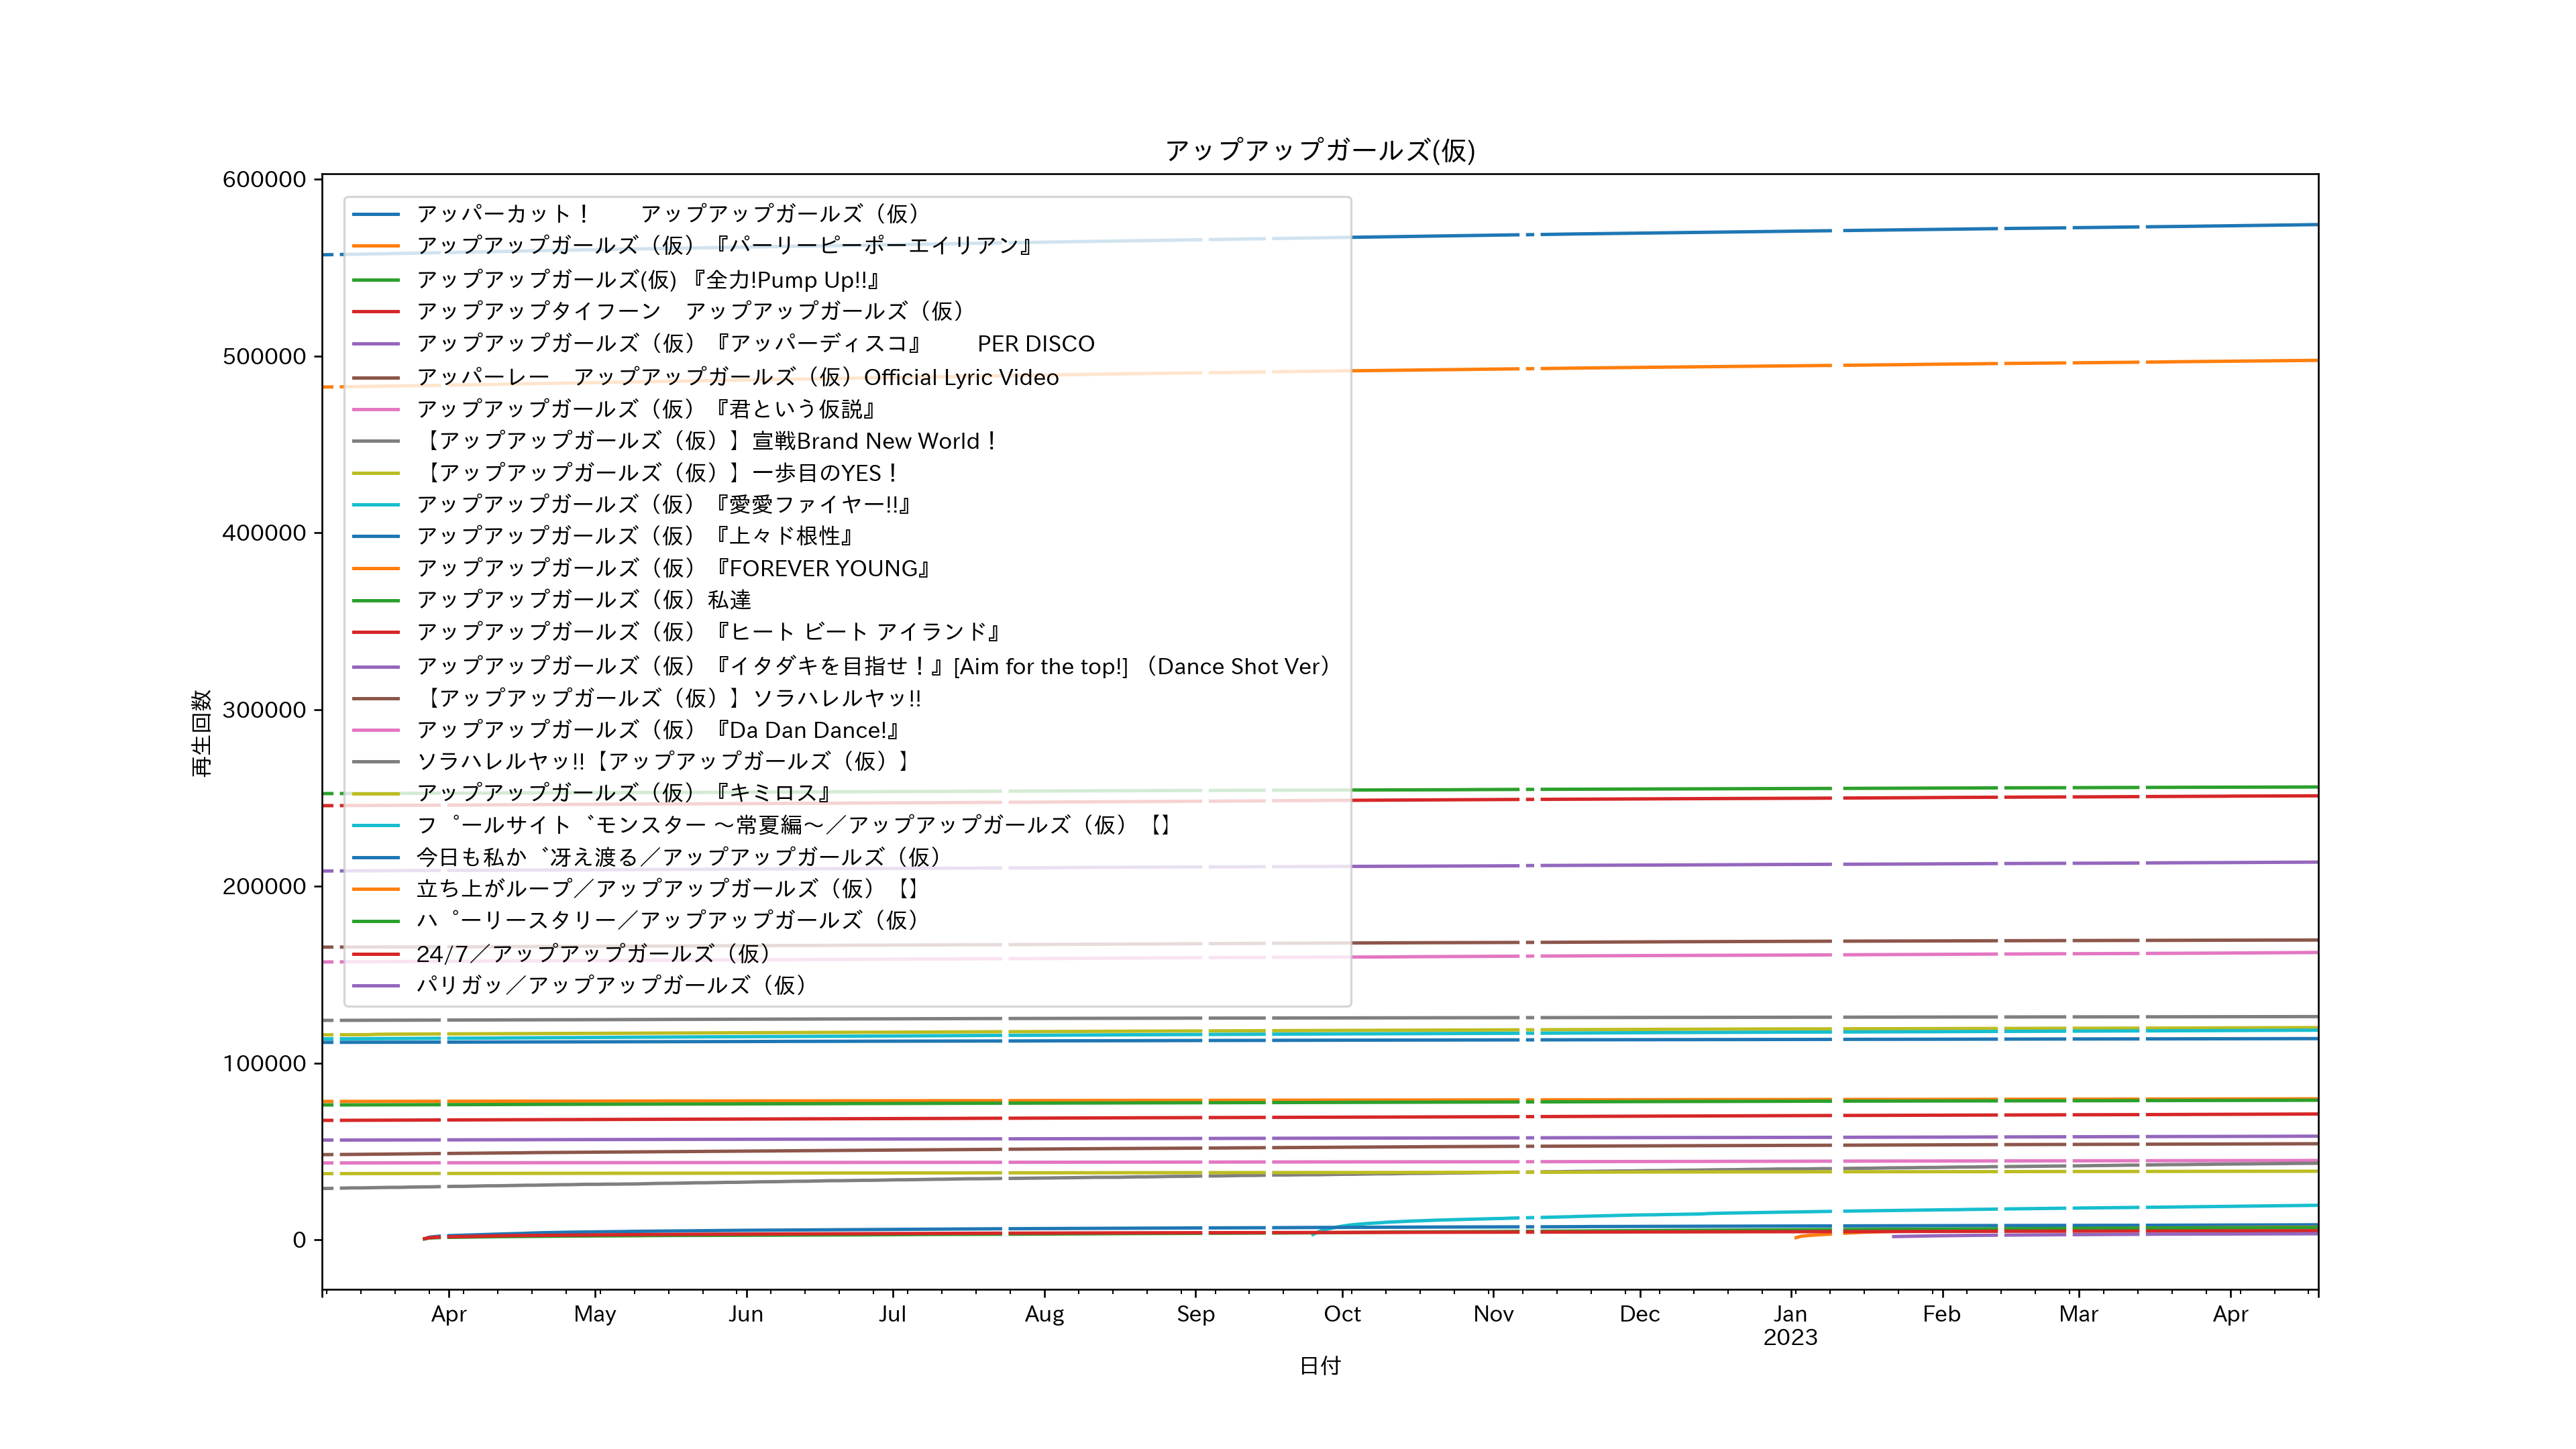 アップアップガールズ(仮)
600000
500000
400000
300000
200000
100000
0
再生回数
アッパーカット！　　アップアップガールズ（仮）
アップアップガールズ（仮）『パーリーピーポーエイリアン』
アップアップガールズ(仮) 『全力!Pump Up!!』
アップアップタイフーン　アップアップガールズ（仮）
アップアップガールズ（仮）『アッパーディスコ』　　PER DISCO
アッパーレー　アップアップガールズ（仮）Official Lyric Video
アップアップガールズ（仮）『君という仮説』
【アップアップガールズ（仮）】宣戦Brand New World！
【アップアップガールズ（仮）】一歩目のYES！
アップアップガールズ（仮）『愛愛ファイヤー!!』
アップアップガールズ（仮）『上々ド根性』
アップアップガールズ（仮）『FOREVER YOUNG』
アップアップガールズ（仮）私達
アップアップガールズ（仮）『ヒート ビート アイランド』
アップアップガールズ（仮）『イタダキを目指せ！』[Aim for the top!] （Dance Shot Ver）
【アップアップガールズ（仮）】ソラハレルヤッ!!
アップアップガールズ（仮）『Da Dan Dance!』
ソラハレルヤッ!!【アップアップガールズ（仮）】
アップアップガールズ（仮）『キミロス』
フ゜ールサイト゛モンスター 〜常夏編〜／アップアップガールズ（仮）【】
今日も私か゛冴え渡る／アップアップガールズ（仮）
立ち上がループ／アップアップガールズ（仮）【】
ハ゜ーリースタリー／アップアップガールズ（仮）
24/7／アップアップガールズ（仮）
パリガッ／アップアップガールズ（仮）
Apr May Jun Jul Aug Sep Oct Nov Dec Jan Feb Mar Apr
2023
日付